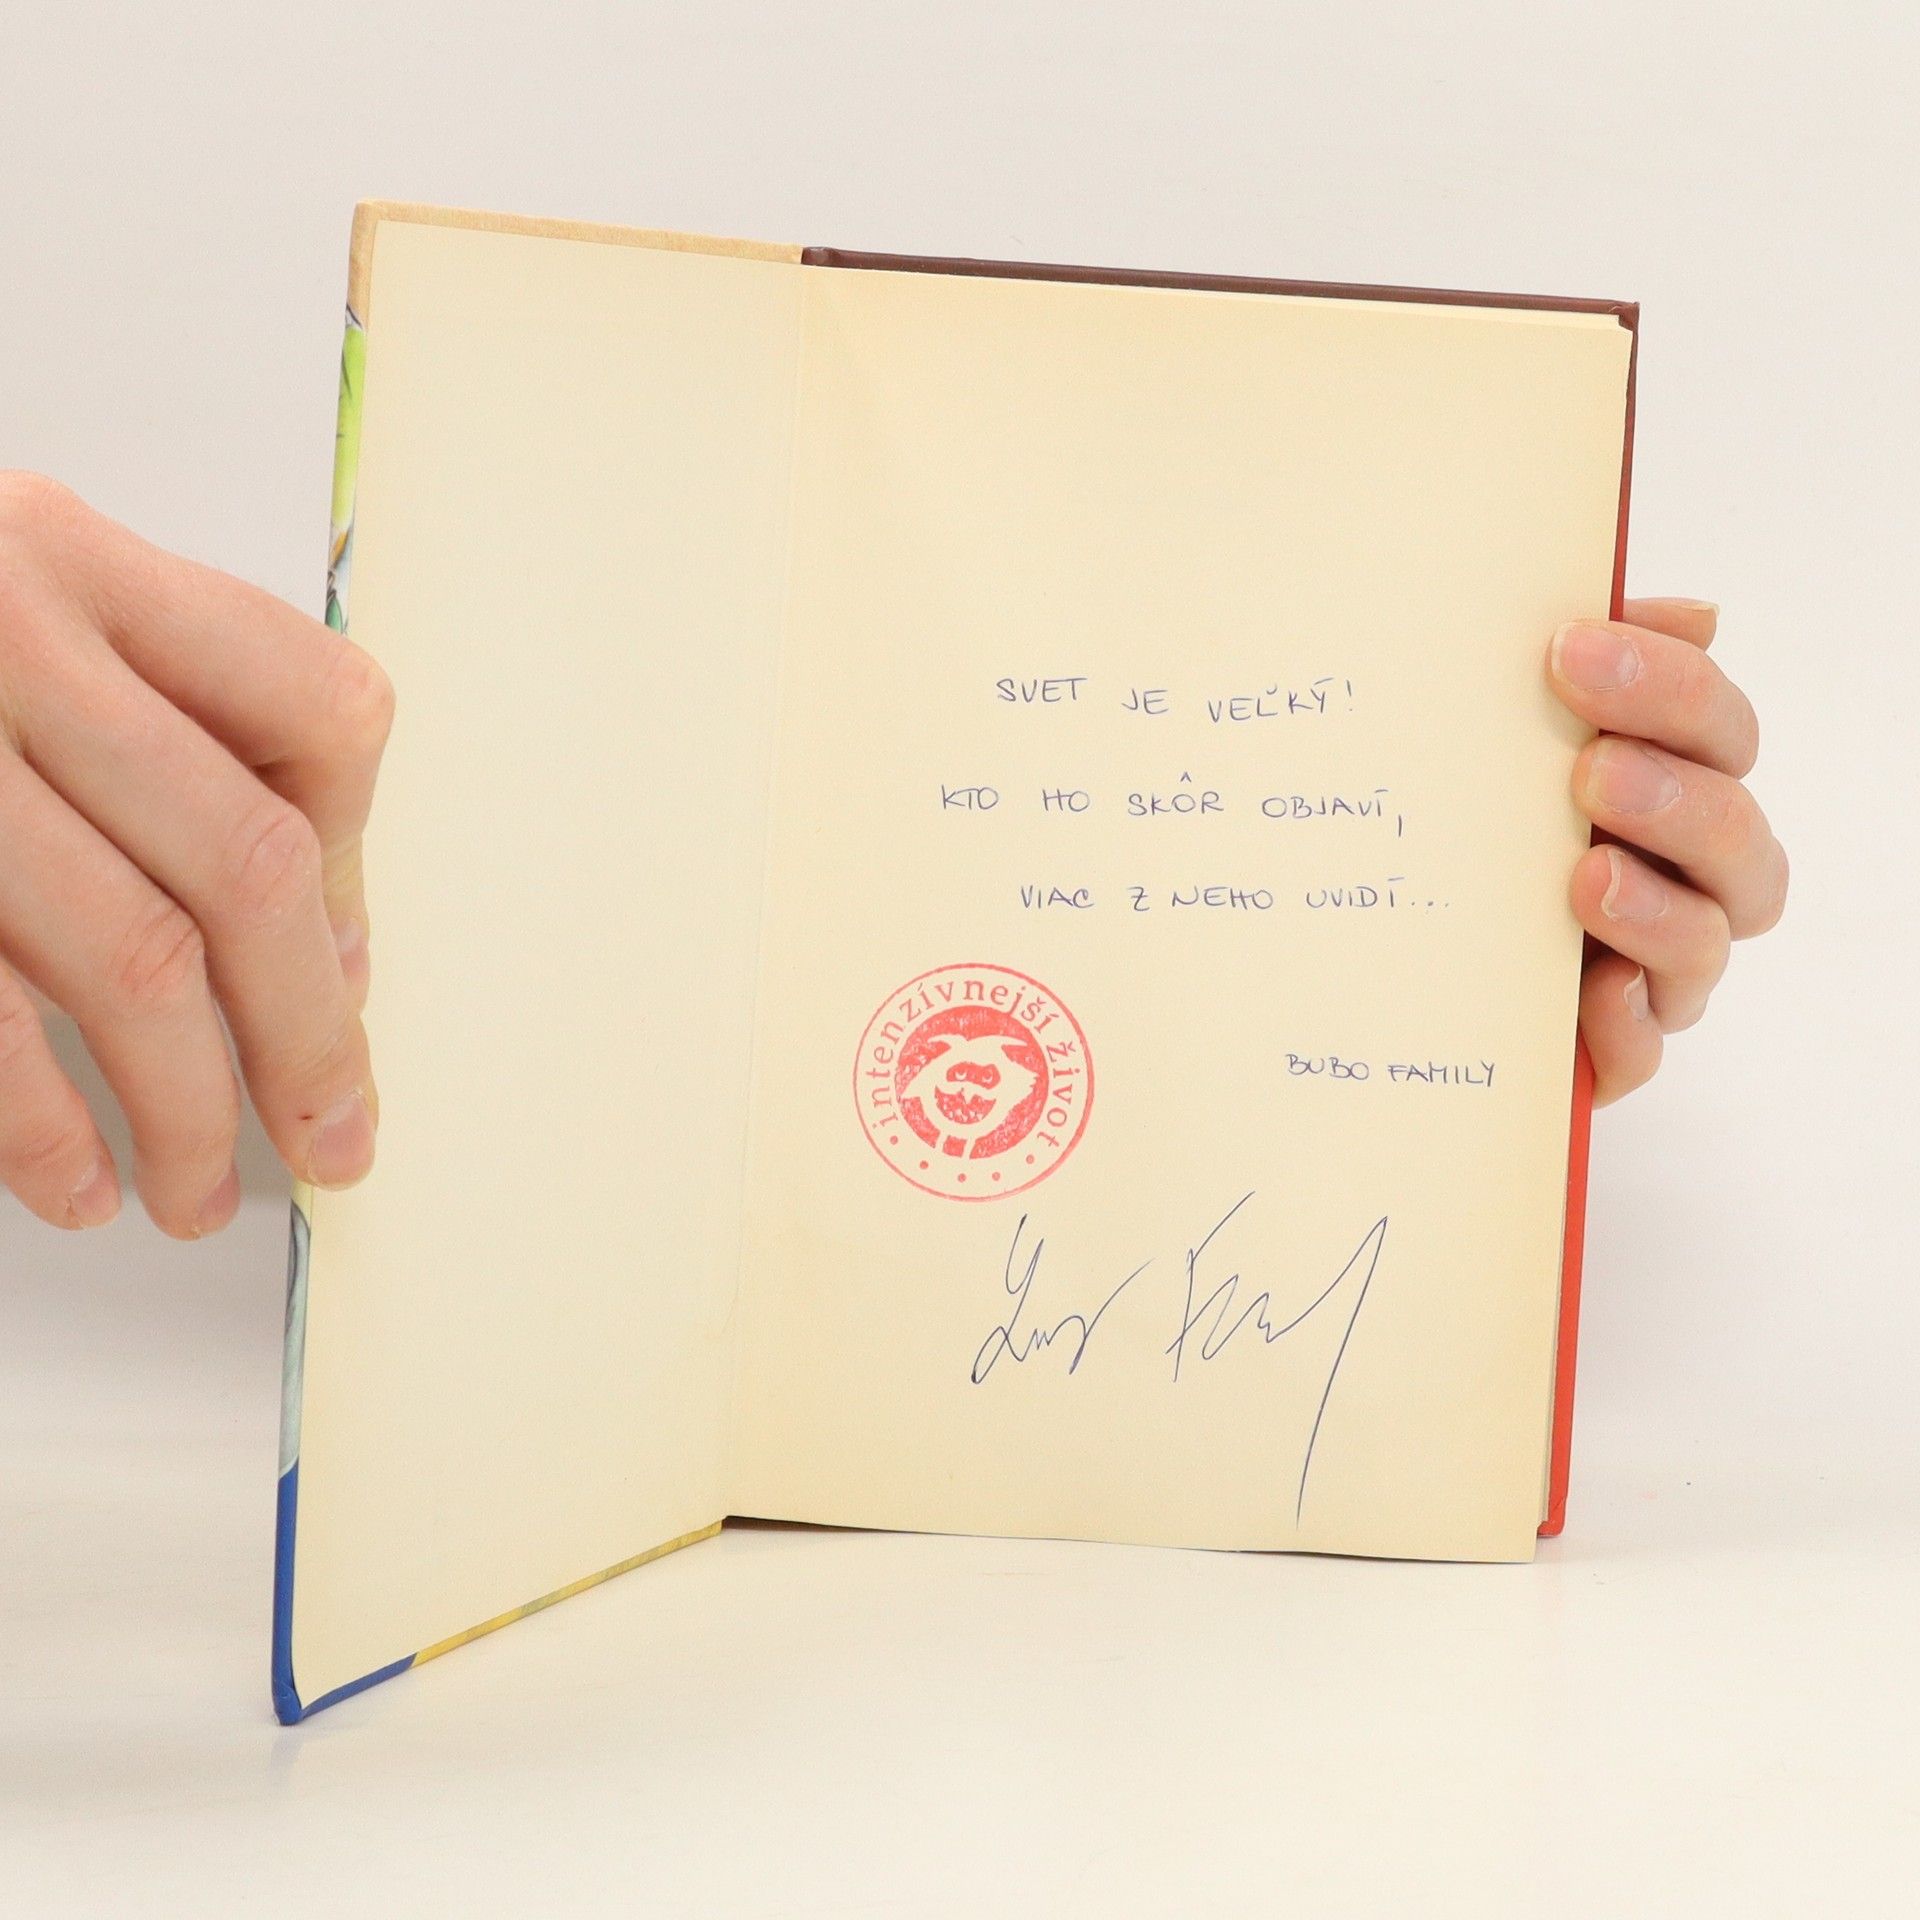 SVET JE VEĽKÝ!
KTO HO SKÔR OBJAVÍ,
VIAC Z NEHO UVIDÍ...
intenzívnejší život
BUBO FAMILY